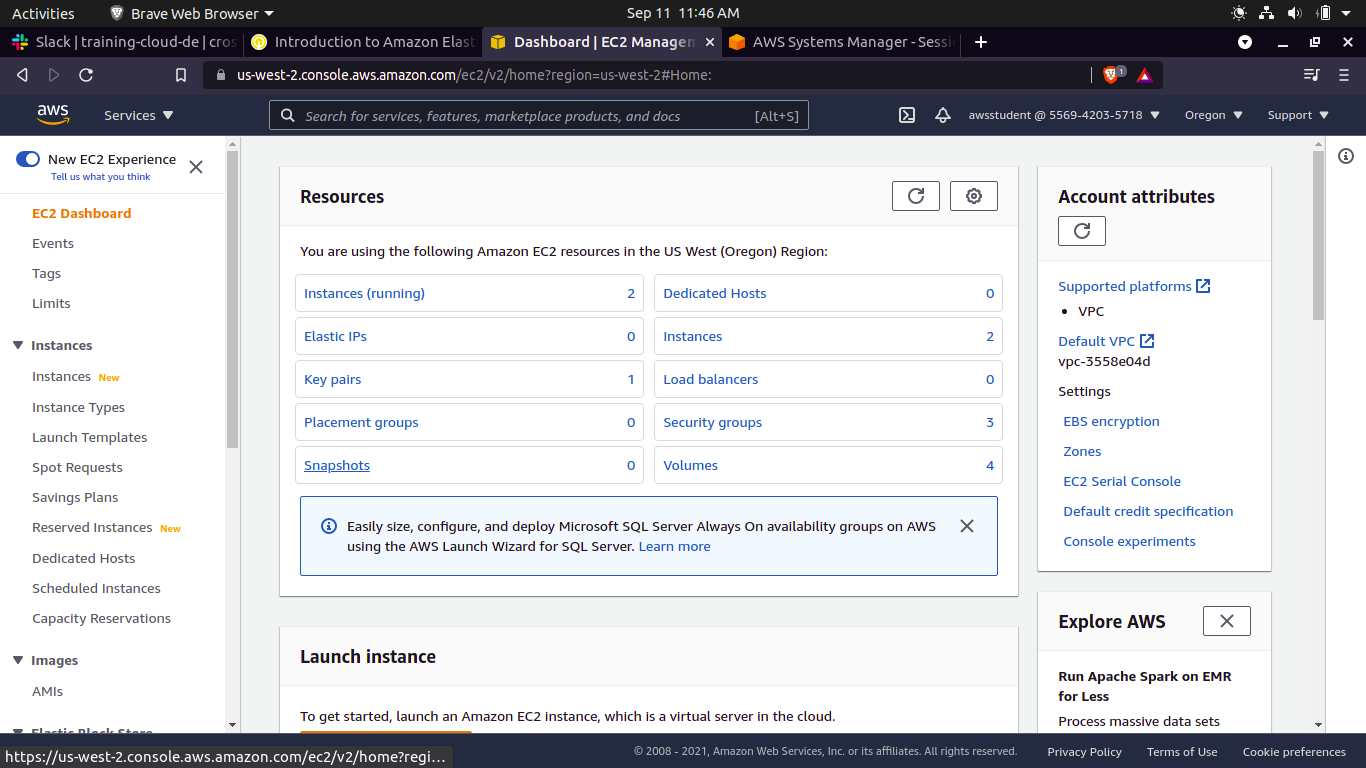 Activities
Brave Web Browser
Sep 11 11:46 AM
Slack | training-cloud-de | cros
Introduction to Amazon Elast
Dashboard | EC2 Managem
AWS Systems Manager - Sessi
us-west-2.console.aws.amazon.com/ec2/v2/home?region=us-west-2#Home:
1
aws
Services
Search for services, features, marketplace products, and docs
[Alt+S]
awsstudent @ 5569-4203-5718
Oregon
Support
New EC2 Experience
Tell us what you think
EC2 Dashboard
Events
Tags
Limits
Instances
Instances New
Instance Types
Launch Templates
Spot Requests
Savings Plans
Reserved Instances New
Dedicated Hosts
Scheduled Instances
Capacity Reservations
Images
AMIs
Elastic Block Store
Resources
You are using the following Amazon EC2 resources in the US West (Oregon) Region:
Instances (running) 2
Dedicated Hosts 0
Elastic IPs 0
Instances 2
Key pairs 1
Load balancers 0
Placement groups 0
Security groups 3
Snapshots 0
Volumes 4
Easily size, configure, and deploy Microsoft SQL Server Always On availability groups on AWS
using the AWS Launch Wizard for SQL Server. Learn more
Launch instance
To get started, launch an Amazon EC2 instance, which is a virtual server in the cloud.
Account attributes
Supported platforms
• VPC
Default VPC
vpc-3558e04d
Settings
EBS encryption
Zones
EC2 Serial Console
Default credit specification
Console experiments
Explore AWS
Run Apache Spark on EMR
for Less
Process massive data sets
https://us-west-2.console.aws.amazon.com/ec2/v2/home?regi…
© 2008 - 2021, Amazon Web Services, Inc. or its affiliates. All rights reserved.
Privacy Policy
Terms of Use
Cookie preferences